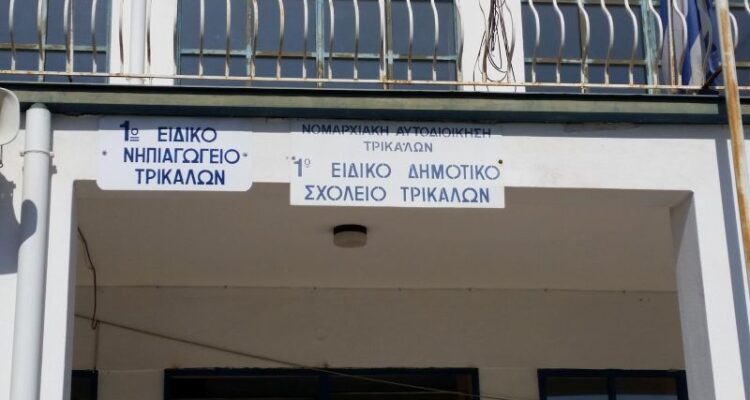 1ο ΕΙΔΙΚΟ
ΝΗΠΙΑΓΩΓΕΙΟ
ΤΡΙΚΑΛΩΝ
ΝΟΜΑΡΧΙΑΚΗ ΑΥΤΟΔΙΟΙΚΗΣΗ
ΤΡΙΚΑΛΩΝ
1ο ΕΙΔΙΚΟ ΔΗΜΟΤΙΚΟ
ΣΧΟΛΕΙΟ ΤΡΙΚΑΛΩΝ